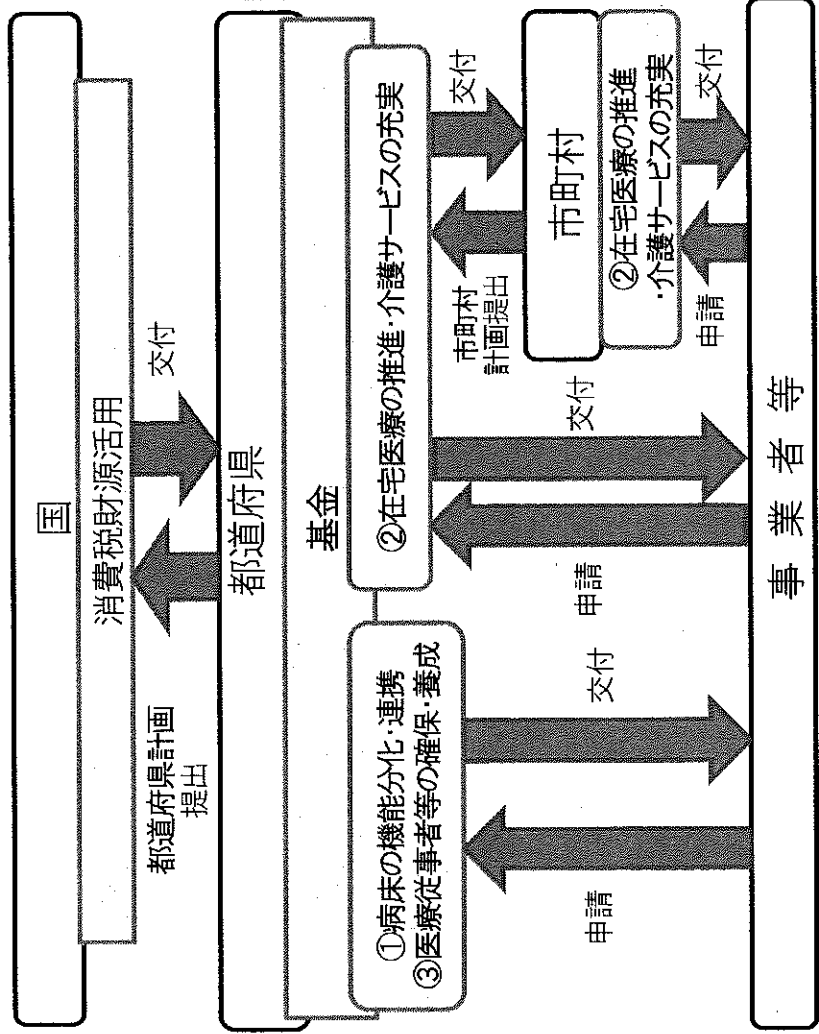 国
消費税財源活用
都道府県計画
提出
交付
都道府県
基金
①病床の機能分化・連携
③医療従事者等の確保・養成
②在宅医療の推進・介護サービスの充実
申請
交付
申請
交付
市町村
計画提出
交付
市町村
②在宅医療の推進
・介護サービスの充実
申請
交付
事業者等